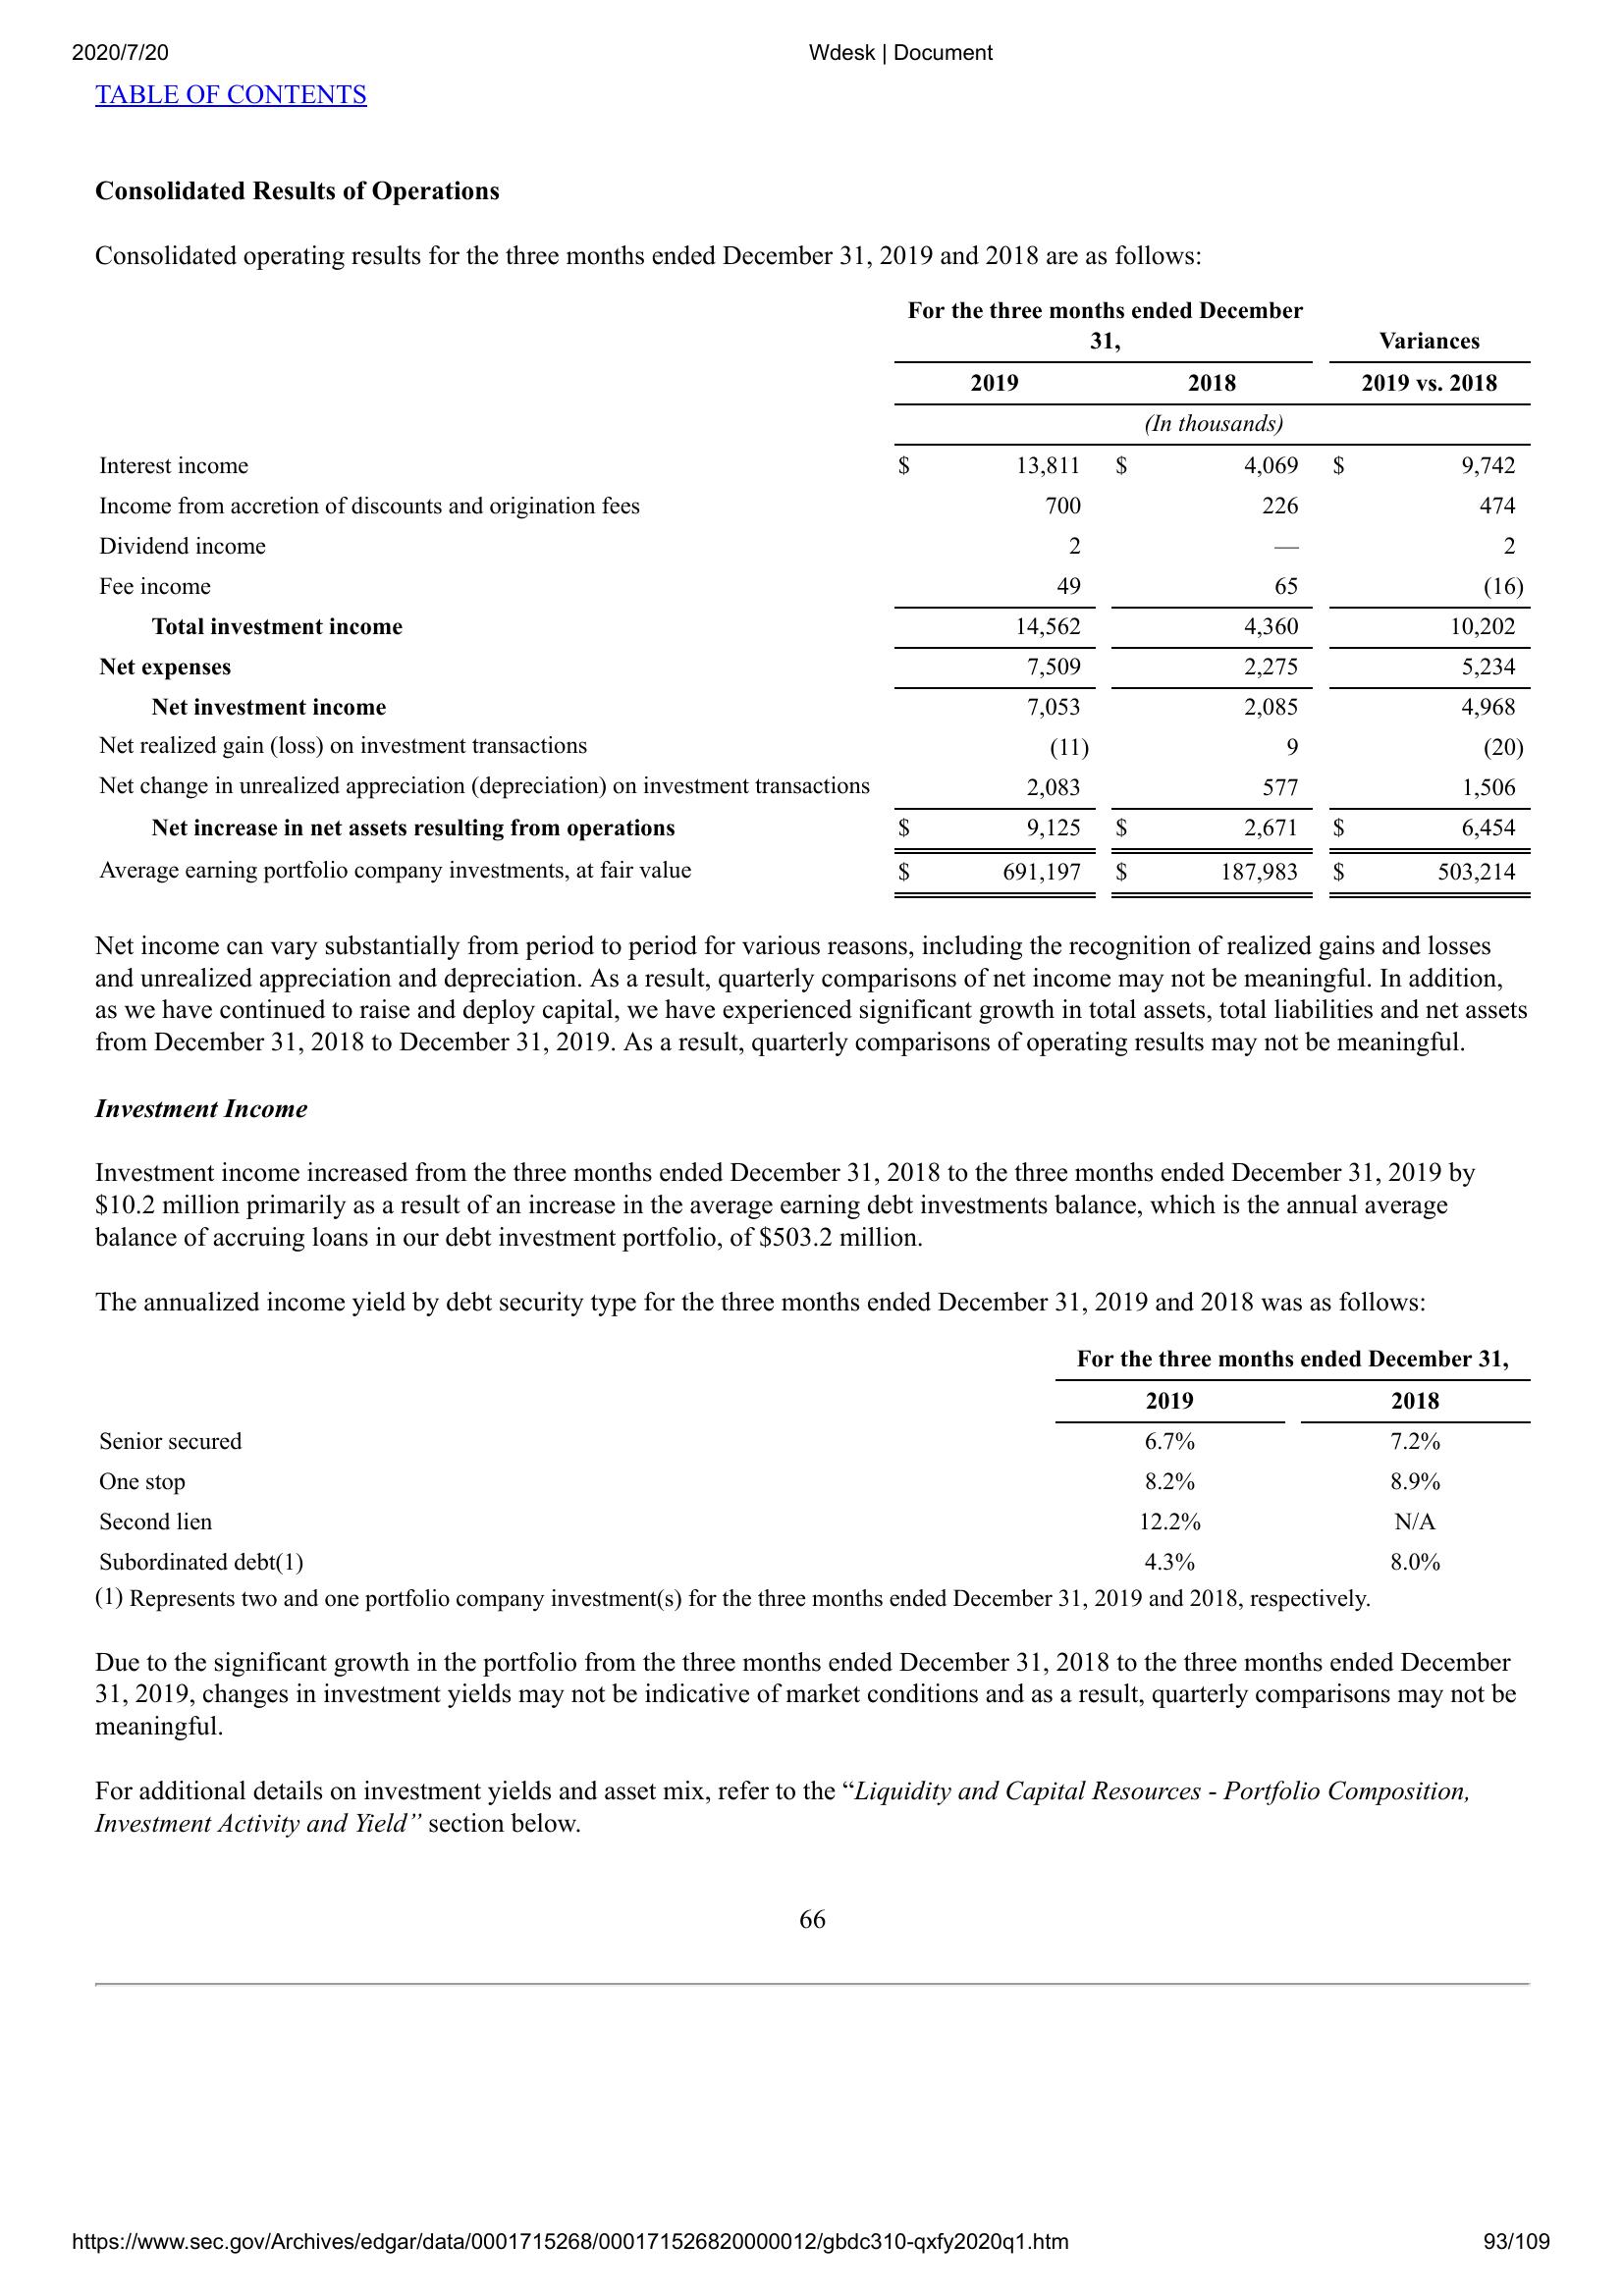 2020/7/20 Wdesk | Document
TABLE OF CONTENTS
Consolidated Results of Operations
Consolidated operating results for the three months ended December 31, 2019 and 2018 are as follows:
For the three months ended December
31, Variances
2019 2018 2019 vs. 2018
(In thousands)
Interest income $ 13,811 $ 4,069 $ 9,742
Income from accretion of discounts and origination fees 700 226 474
Dividend income 2 — 2
Fee income 49 65 (16)
Total investment income 14,562 4,360 10,202
Net expenses 7,509 2,275 5,234
Net investment income 7,053 2,085 4,968
Net realized gain (loss) on investment transactions (11) 9 (20)
Net change in unrealized appreciation (depreciation) on investment transactions 2,083 577 1,506
Net increase in net assets resulting from operations $ 9,125 $ 2,671 $ 6,454
Average earning portfolio company investments, at fair value $ 691,197 $ 187,983 $ 503,214
Net income can vary substantially from period to period for various reasons, including the recognition of realized gains and losses
and unrealized appreciation and depreciation. As a result, quarterly comparisons of net income may not be meaningful. In addition,
as we have continued to raise and deploy capital, we have experienced significant growth in total assets, total liabilities and net assets
from December 31, 2018 to December 31, 2019. As a result, quarterly comparisons of operating results may not be meaningful.
Investment Income
Investment income increased from the three months ended December 31, 2018 to the three months ended December 31, 2019 by
$10.2 million primarily as a result of an increase in the average earning debt investments balance, which is the annual average
balance of accruing loans in our debt investment portfolio, of $503.2 million.
The annualized income yield by debt security type for the three months ended December 31, 2019 and 2018 was as follows:
For the three months ended December 31,
2019 2018
Senior secured 6.7% 7.2%
One stop 8.2% 8.9%
Second lien 12.2% N/A
Subordinated debt(1) 4.3% 8.0%
(1) Represents two and one portfolio company investment(s) for the three months ended December 31, 2019 and 2018, respectively.
Due to the significant growth in the portfolio from the three months ended December 31, 2018 to the three months ended December
31, 2019, changes in investment yields may not be indicative of market conditions and as a result, quarterly comparisons may not be
meaningful.
For additional details on investment yields and asset mix, refer to the “Liquidity and Capital Resources - Portfolio Composition,
Investment Activity and Yield” section below.
66
https://www.sec.gov/Archives/edgar/data/0001715268/000171526820000012/gbdc310-qxfy2020q1.htm 93/109